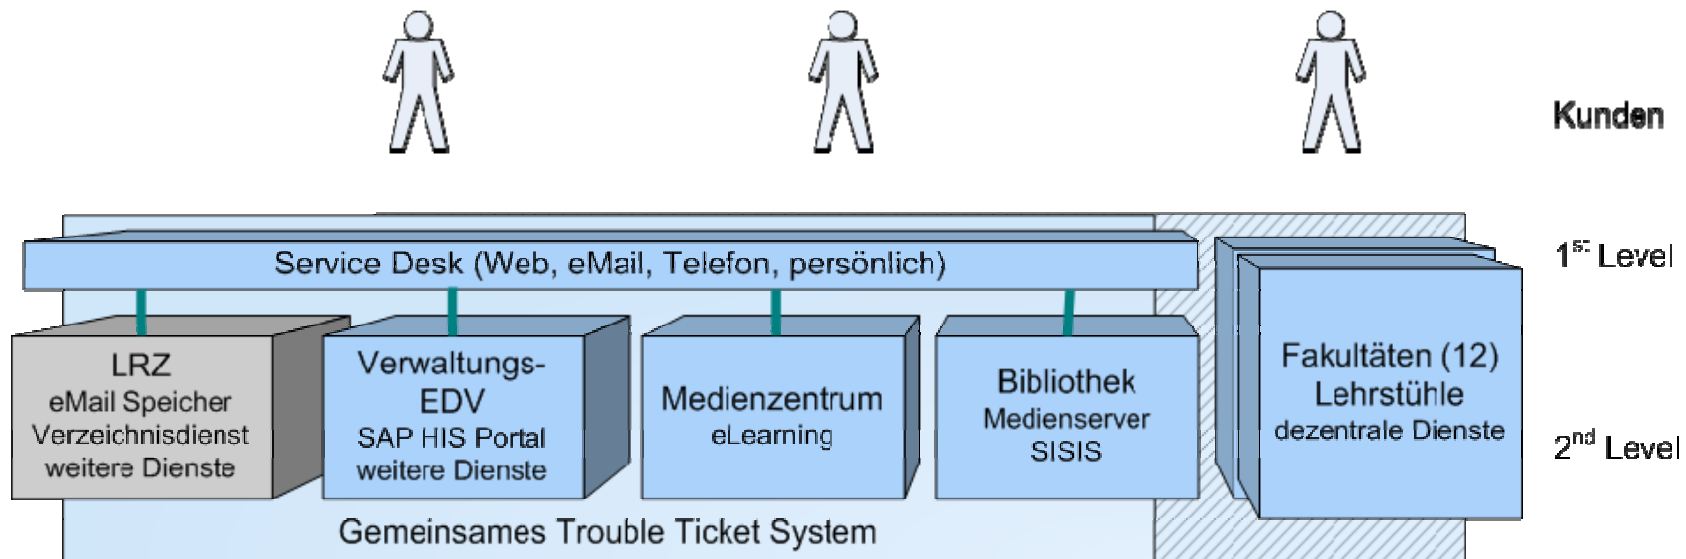 Kunden
Service Desk (Web, eMail, Telefon, persönlich)
1st Level
LRZ
eMail Speicher
Verzeichnisdienst
weitere Dienste
Verwaltungs-
EDV
SAP HIS Portal
weitere Dienste
Medienzentrum
eLearning
Bibliothek
Medienserver
SISIS
Fakultäten (12)
Lehrstühle
dezentrale Dienste
2nd Level
Gemeinsames Trouble Ticket System